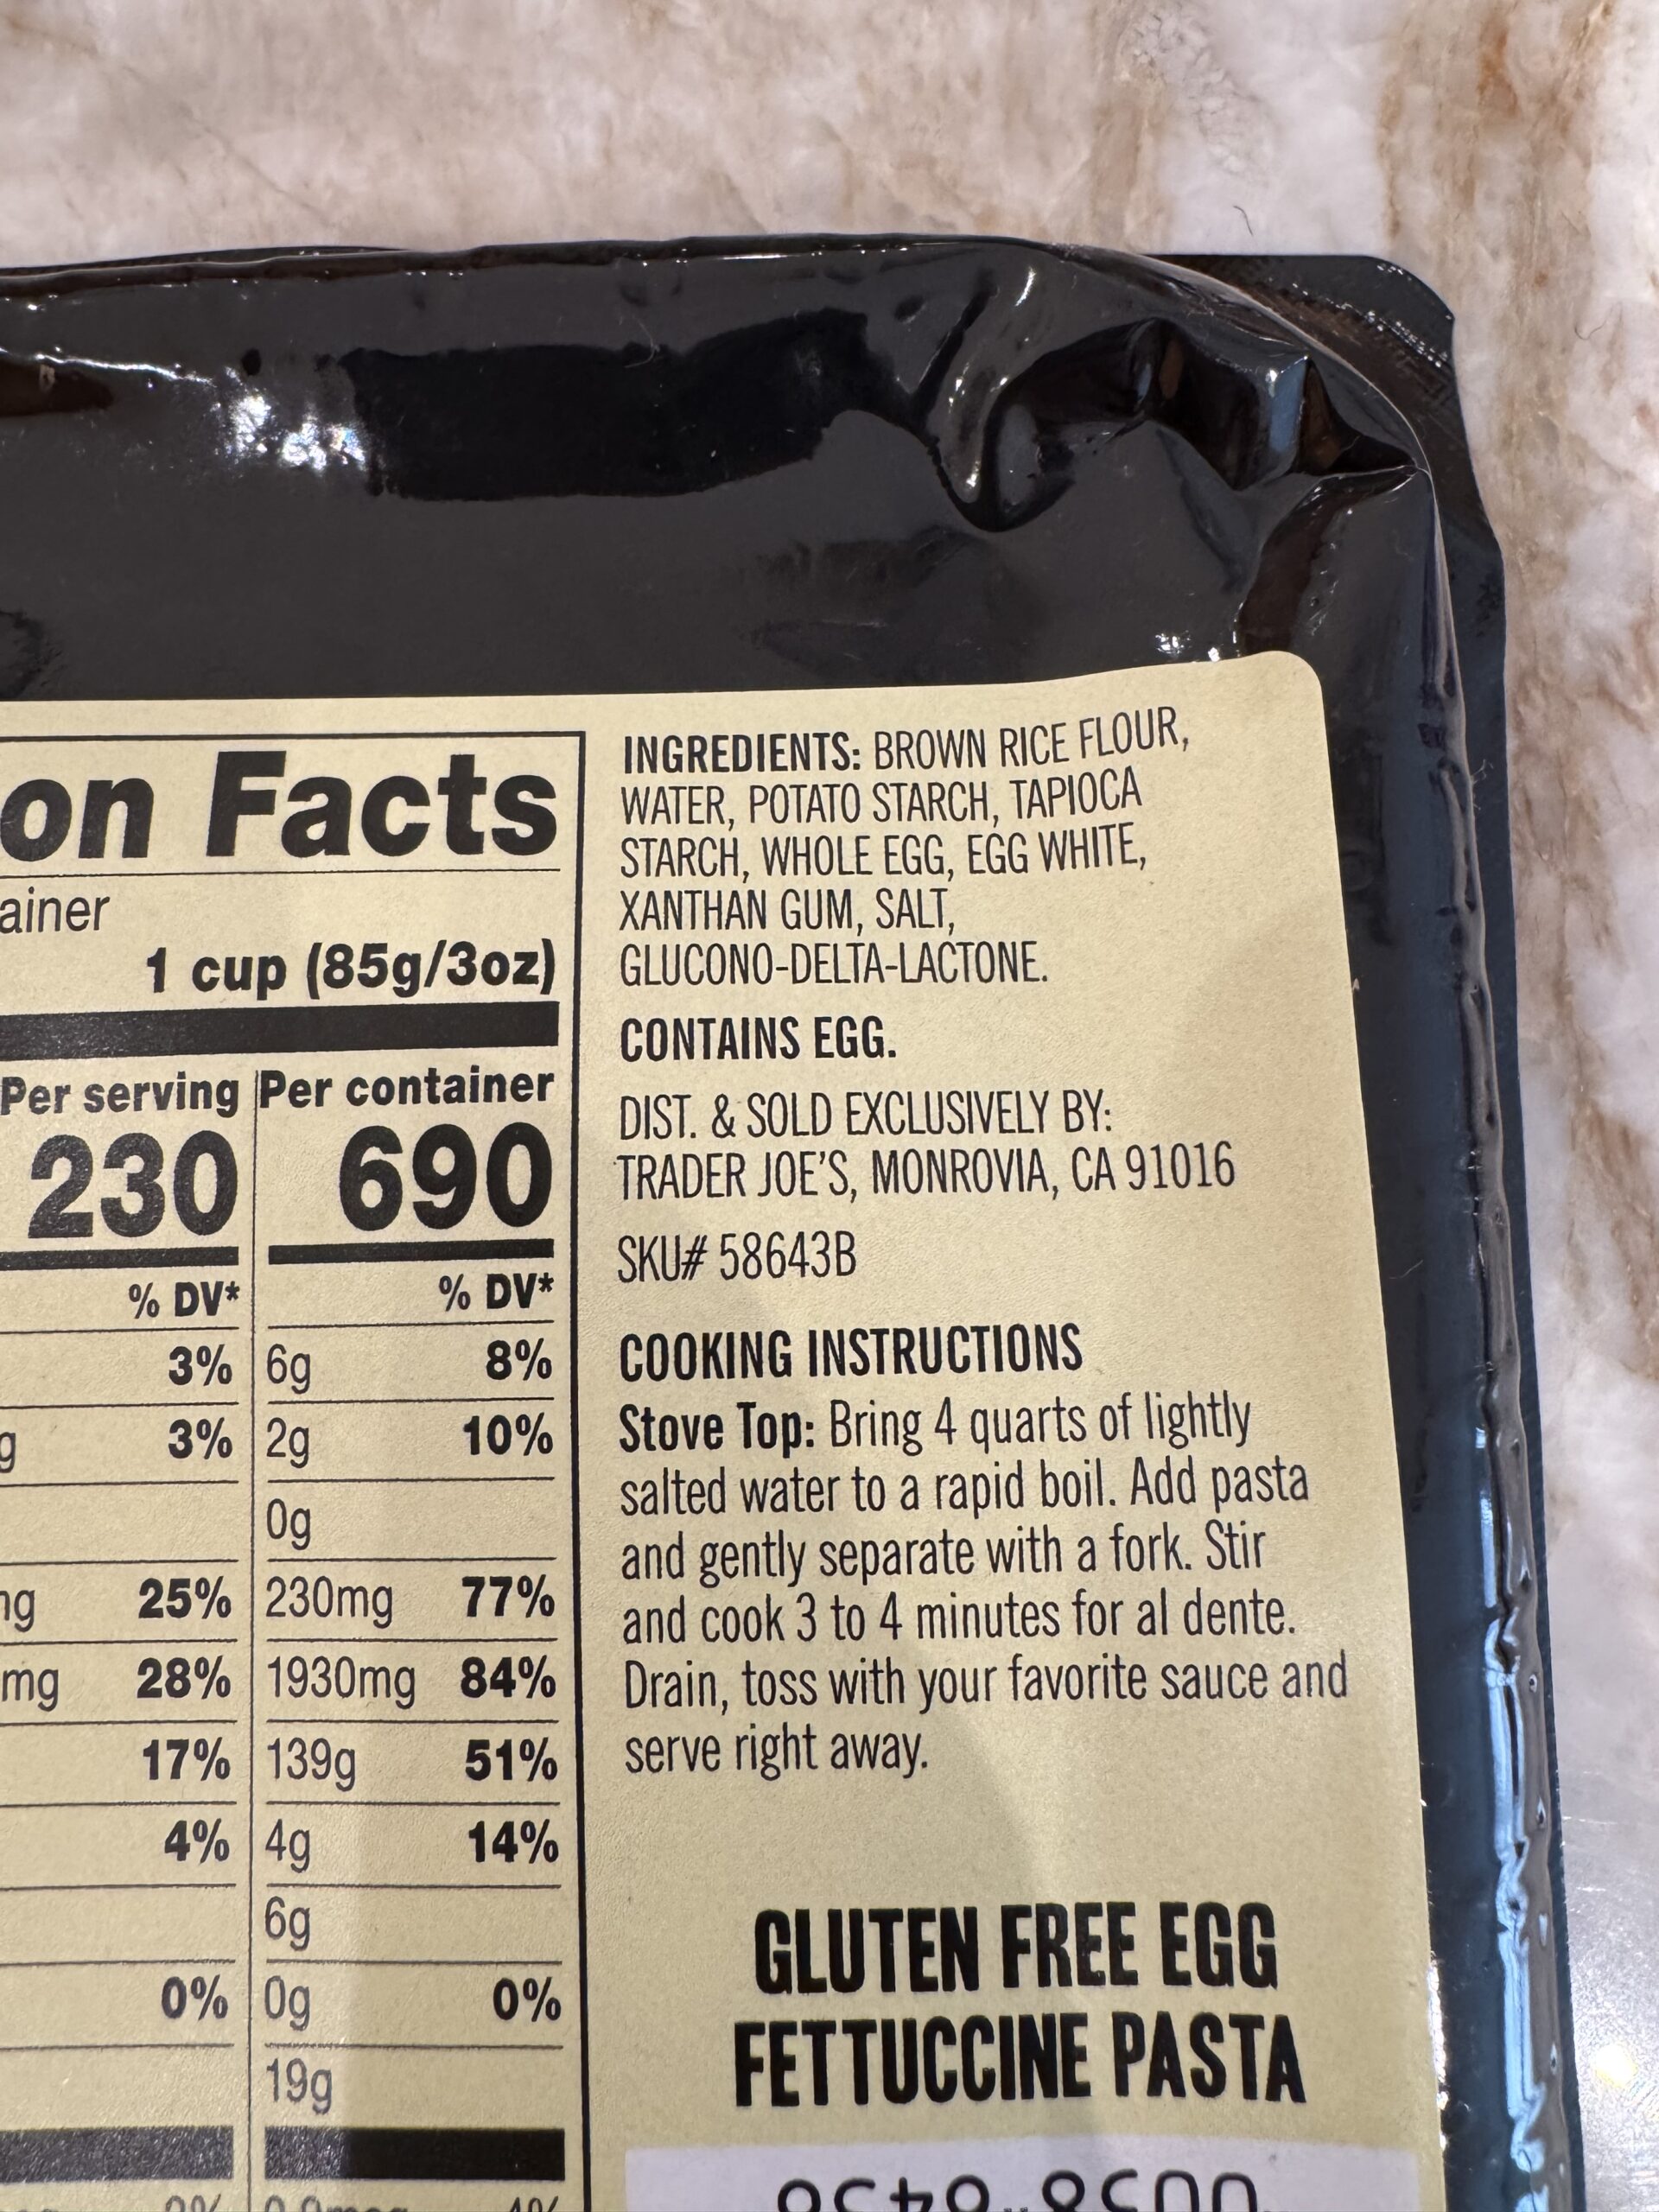 on Facts
ainer
1 cup (85g/3oz)
Per serving Per container
230 690
% DV* % DV*
3% 6g 8%
g 3% 2g 10%
0g
ng 25% 230mg 77%
mg 28% 1930mg 84%
17% 139g 51%
4% 4g 14%
6g
0% 0g 0%
19g
INGREDIENTS: BROWN RICE FLOUR,
WATER, POTATO STARCH, TAPIOCA
STARCH, WHOLE EGG, EGG WHITE,
XANTHAN GUM, SALT,
GLUCONO-DELTA-LACTONE.
CONTAINS EGG.
DIST. & SOLD EXCLUSIVELY BY:
TRADER JOE'S, MONROVIA, CA 91016
SKU# 58643B
COOKING INSTRUCTIONS
Stove Top: Bring 4 quarts of lightly
salted water to a rapid boil. Add pasta
and gently separate with a fork. Stir
and cook 3 to 4 minutes for al dente.
Drain, toss with your favorite sauce and
serve right away.
GLUTEN FREE EGG
FETTUCCINE PASTA